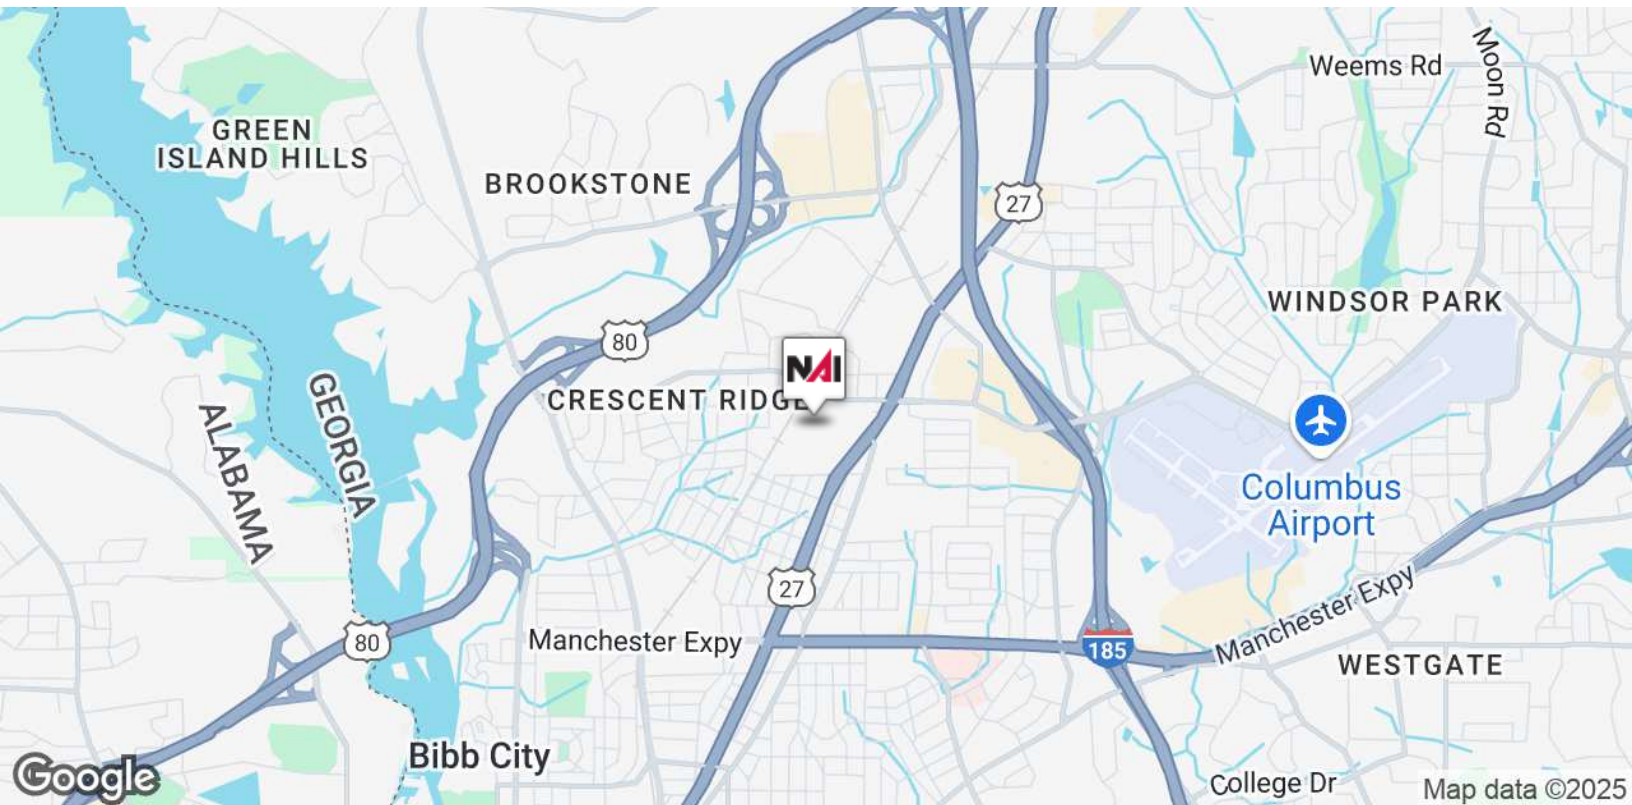 Weems Rd
Moon Rd
GREEN
ISLAND HILLS
BROOKSTONE
27
WINDSOR PARK
80
NAI
CRESCENT RIDGE
GEORGIA
ALABAMA
Columbus
Airport
27
Manchester Expy
80
Manchester Expy
185
WESTGATE
Bibb City
College Dr
Google
Map data ©2025